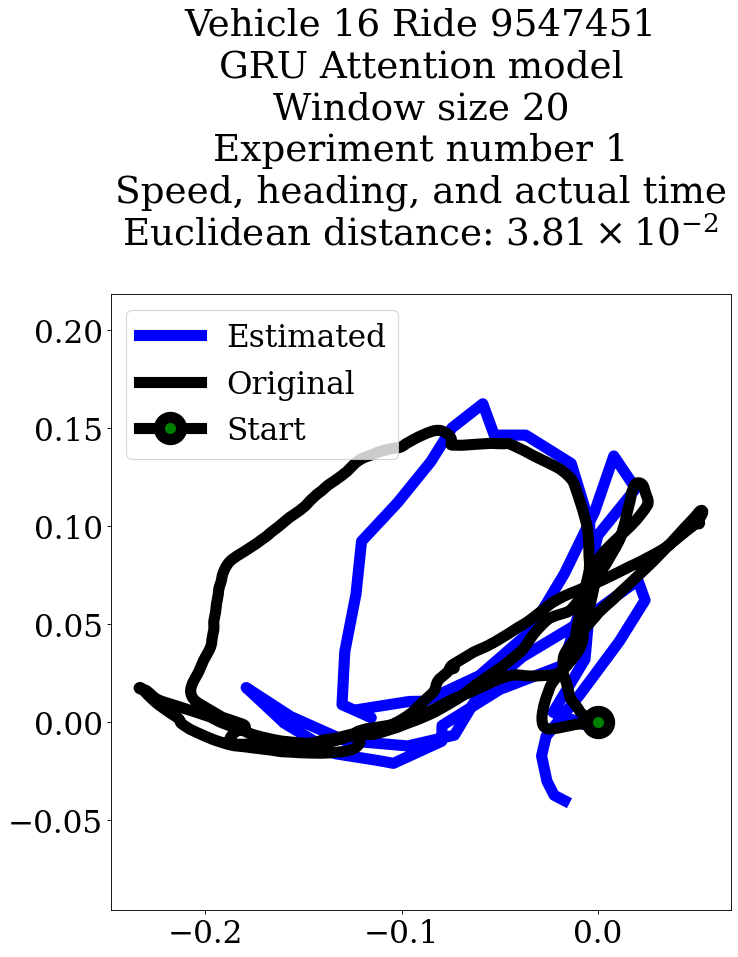 Vehicle 16 Ride 9547451
GRU Attention model
Window size 20
Experiment number 1
Speed, heading, and actual time
Euclidean distance: 3.81 × 10⁻²
Estimated
Original
Start
0.20
0.15
0.10
0.05
0.00
−0.05
−0.2
−0.1
0.0